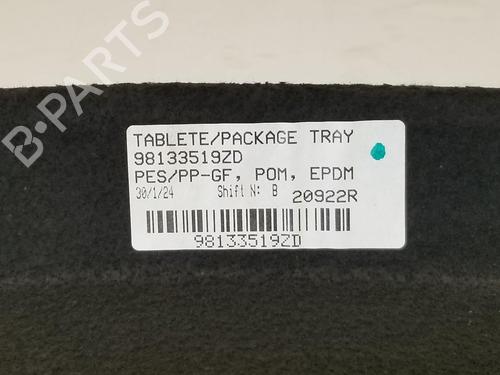 B-PARTS
TABLETE/PACKAGE TRAY
98133519ZD
PES/PP-GF, POM, EPDM
30/1/24 Shift N: B 20922R
98133519ZD